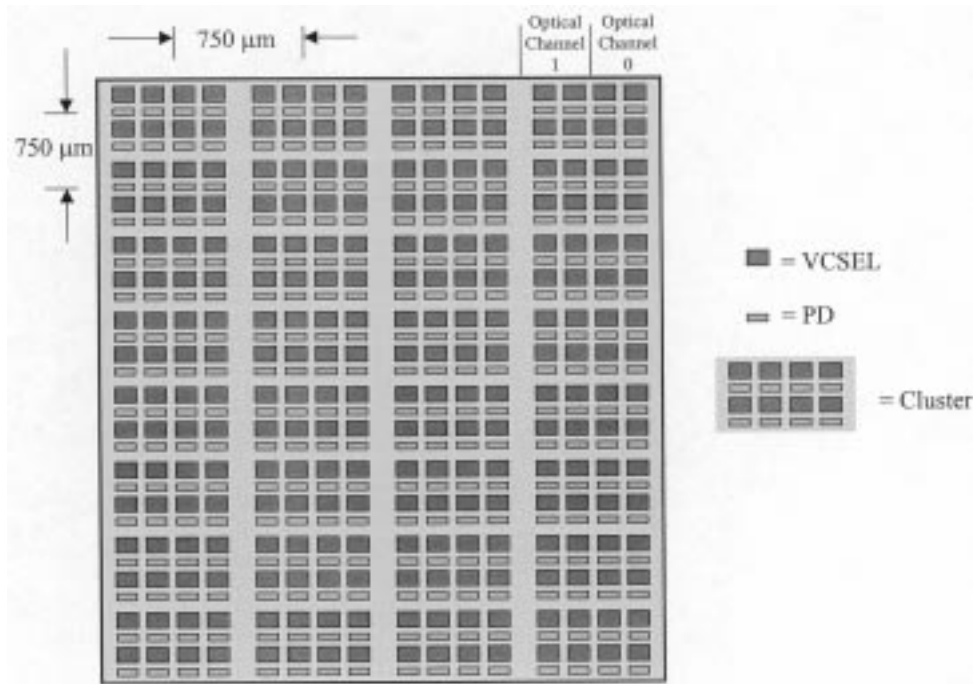 750 µm
Optical Channel 1
Optical Channel 0
750 µm
= VCSEL
= PD
= Cluster